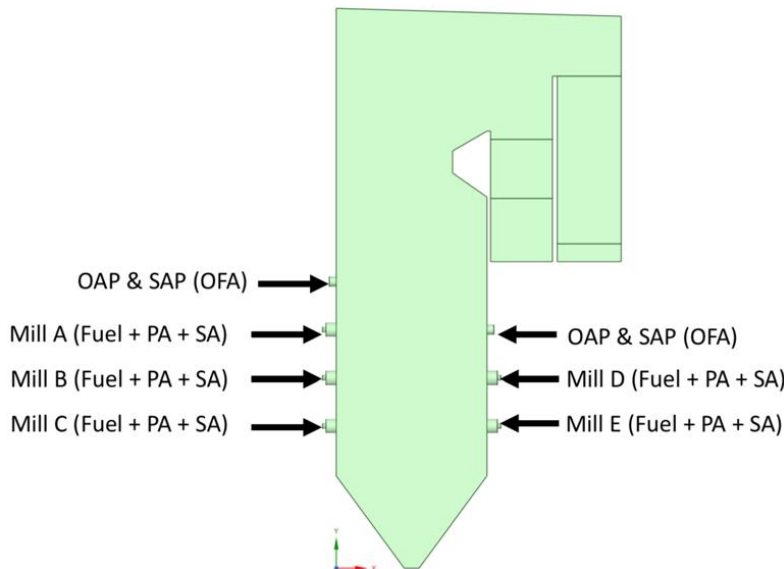 OAP & SAP (OFA)
Mill A (Fuel + PA + SA)
OAP & SAP (OFA)
Mill B (Fuel + PA + SA)
Mill D (Fuel + PA + SA)
Mill C (Fuel + PA + SA)
Mill E (Fuel + PA + SA)
Y
X